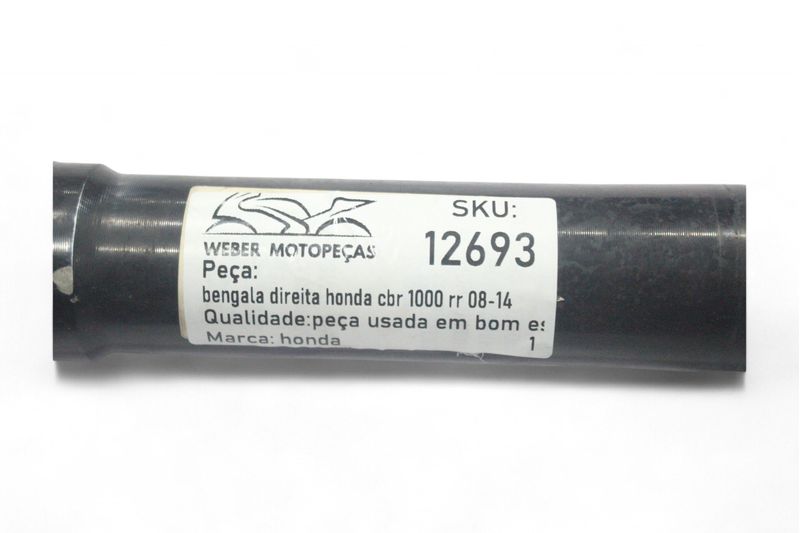 WEBER MOTOPEÇAS
SKU:
12693
Peça:
bengala direita honda cbr 1000 rr 08-14
Qualidade:peça usada em bom es
Marca: honda
1